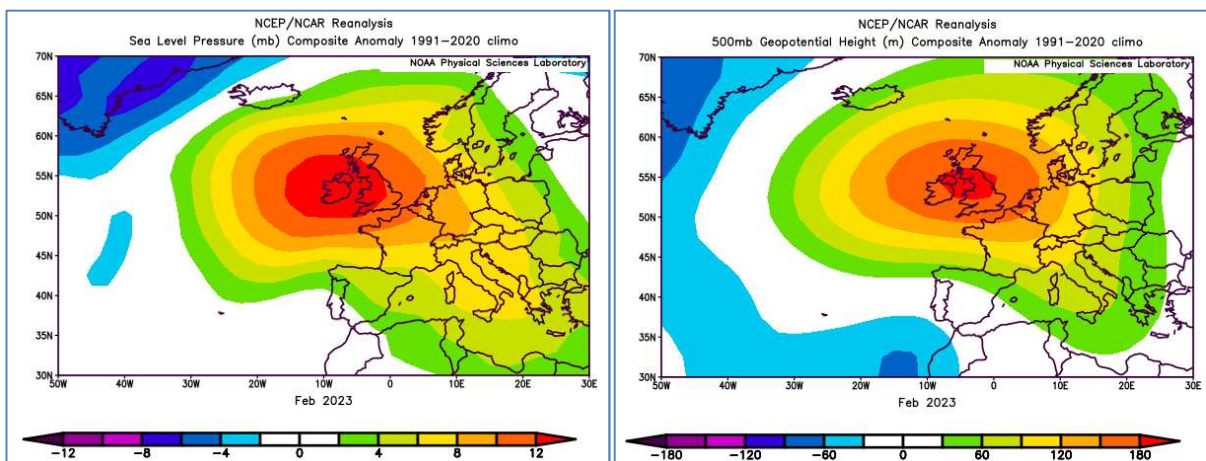 NCEP/NCAR Reanalysis
Sea Level Pressure (mb) Composite Anomaly 1991-2020 climo
NOAA Physical Sciences Laboratory
70N
65N
60N
55N
50N
45N
40N
35N
30N
50W 40W 30W 20W 10W 0 10E 20E 30E
Feb 2023
-12 -8 -4 0 4 8 12
NCEP/NCAR Reanalysis
500mb Geopotential Height (m) Composite Anomaly 1991-2020 climo
NOAA Physical Sciences Laboratory
70N
65N
60N
55N
50N
45N
40N
35N
30N
50W 40W 30W 20W 10W 0 10E 20E 30E
Feb 2023
-180 -120 -60 0 60 120 180